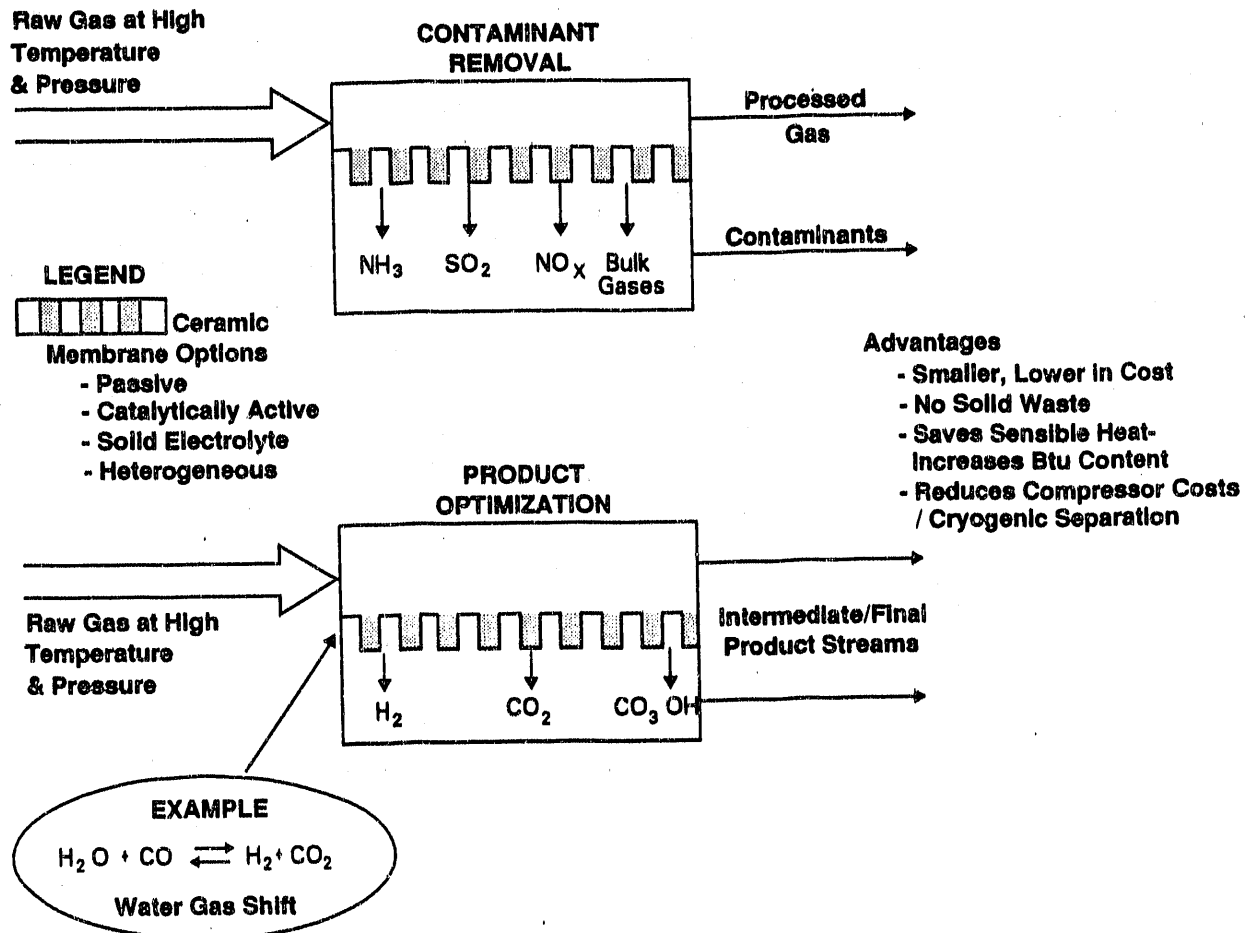 Raw Gas at High
Temperature
& Pressure
CONTAMINANT
REMOVAL
Processed
Gas
NH₃ SO₂ NOₓ Bulk
Gases
Contaminants
LEGEND
Ceramic
Membrane Options
- Passive
- Catalytically Active
- Solid Electrolyte
- Heterogeneous
Advantages
- Smaller, Lower in Cost
- No Solid Waste
- Saves Sensible Heat-
Increases Btu Content
- Reduces Compressor Costs
/ Cryogenic Separation
PRODUCT
OPTIMIZATION
Raw Gas at High
Temperature
& Pressure
H₂ CO₂ CO₃ OH
Intermediate/Final
Product Streams
EXAMPLE
H₂ O + CO ⇌ H₂ + CO₂
Water Gas Shift